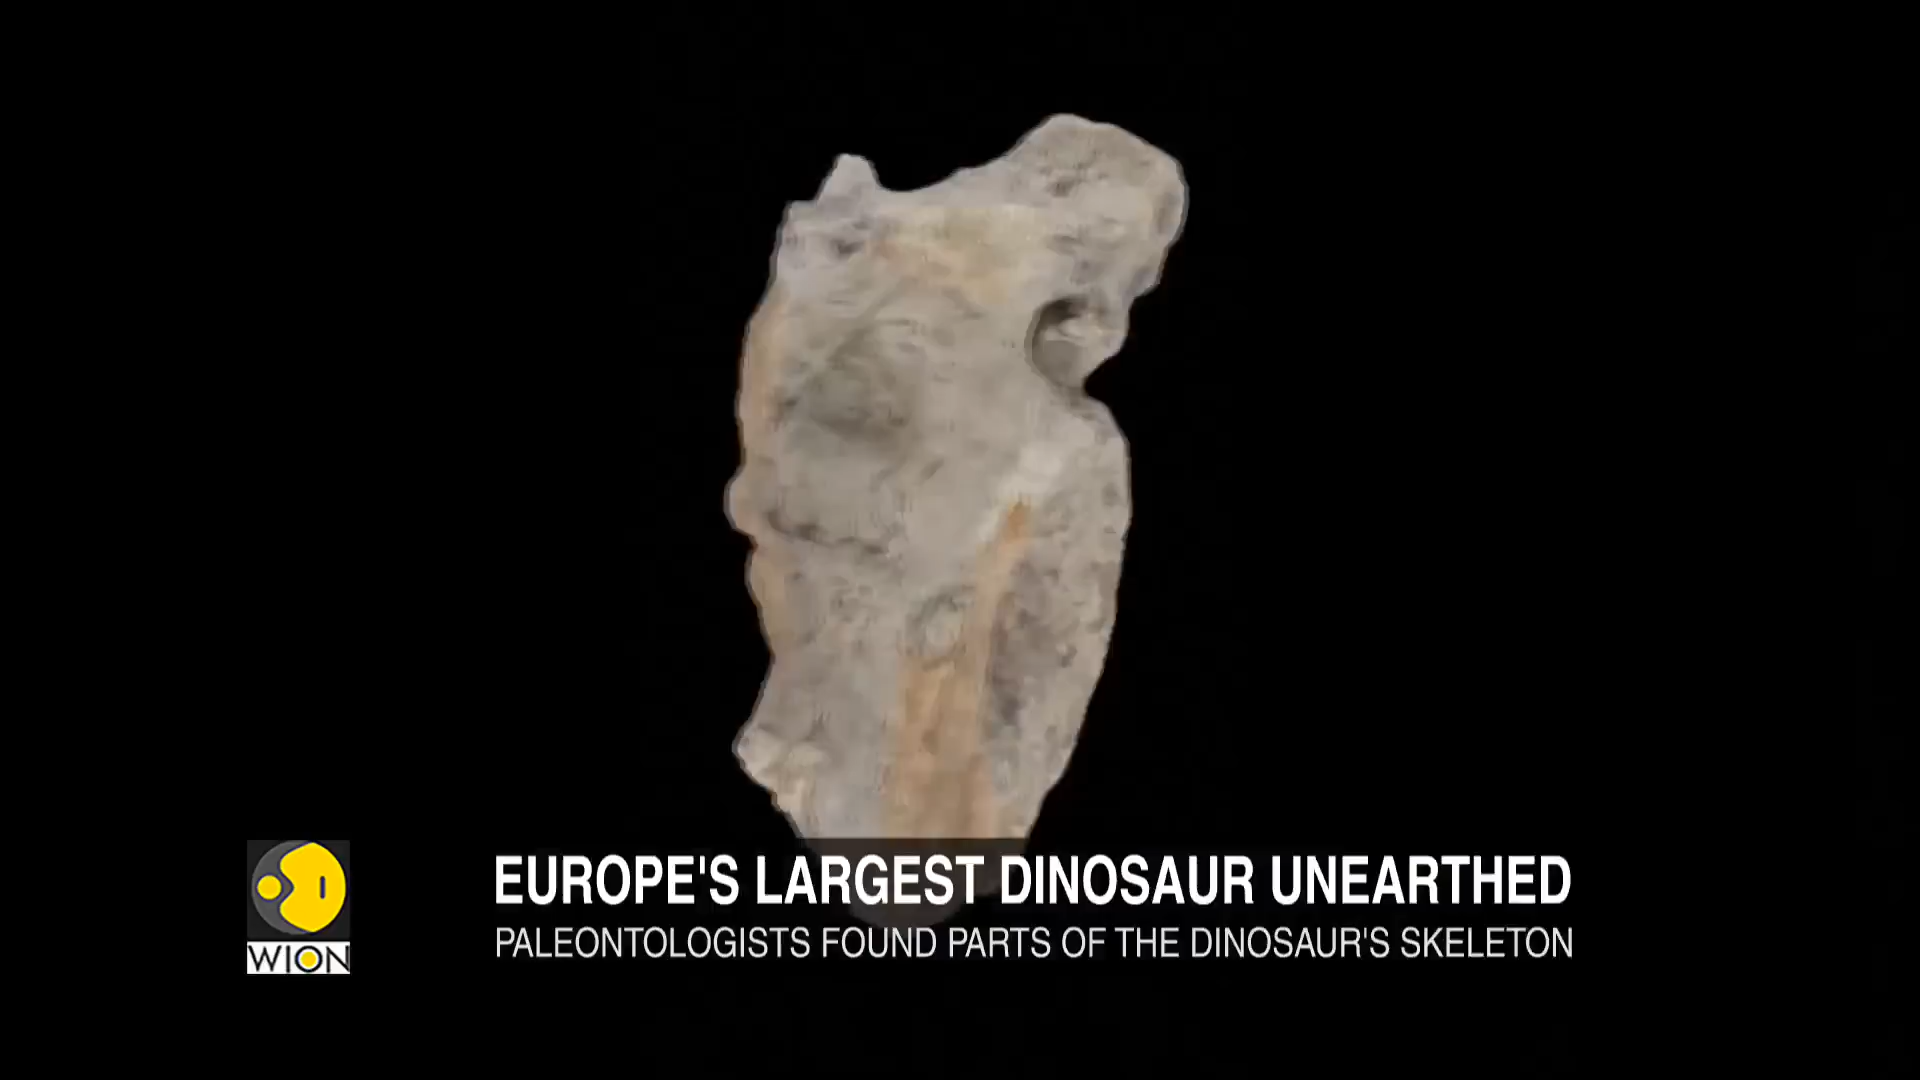 EUROPE'S LARGEST DINOSAUR UNEARTHED
PALEONTOLOGISTS FOUND PARTS OF THE DINOSAUR'S SKELETON
WION